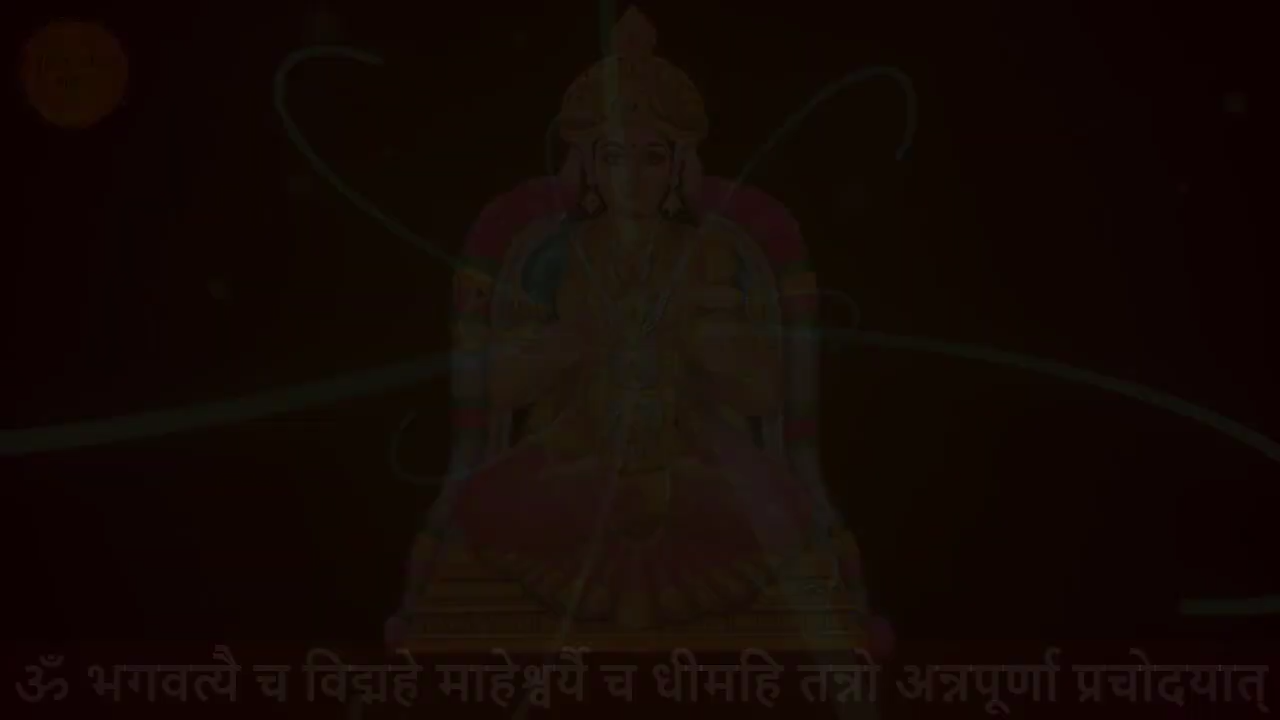 ॐ भगवत्यै च विद्महे माहेश्वर्यै च धीमहि तन्नो अन्नपूर्णा प्रचोदयात्